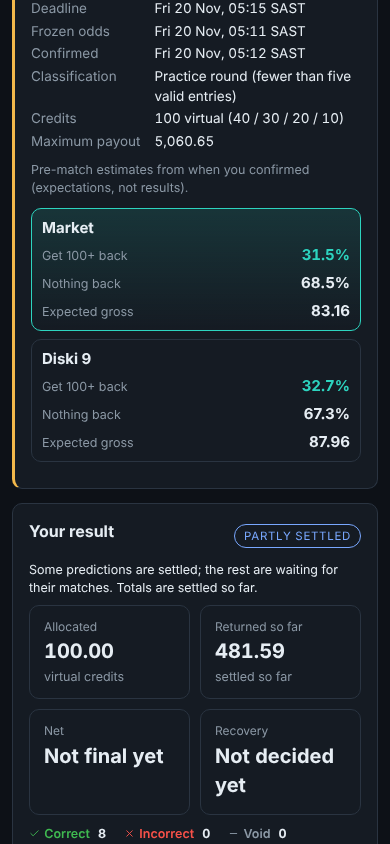 Deadline Fri 20 Nov, 05:15 SAST
Frozen odds Fri 20 Nov, 05:11 SAST
Confirmed Fri 20 Nov, 05:12 SAST
Classification Practice round (fewer than five
valid entries)
Credits 100 virtual (40 / 30 / 20 / 10)
Maximum payout 5,060.65
Pre-match estimates from when you confirmed
(expectations, not results).
Market
Get 100+ back 31.5%
Nothing back 68.5%
Expected gross 83.16
Diski 9
Get 100+ back 32.7%
Nothing back 67.3%
Expected gross 87.96
Your result PARTLY SETTLED
Some predictions are settled; the rest are waiting for
their matches. Totals are settled so far.
Allocated
100.00
virtual credits
Returned so far
481.59
settled so far
Net
Not final yet
Recovery
Not decided
yet
✓ Correct 8 × Incorrect 0 – Void 0